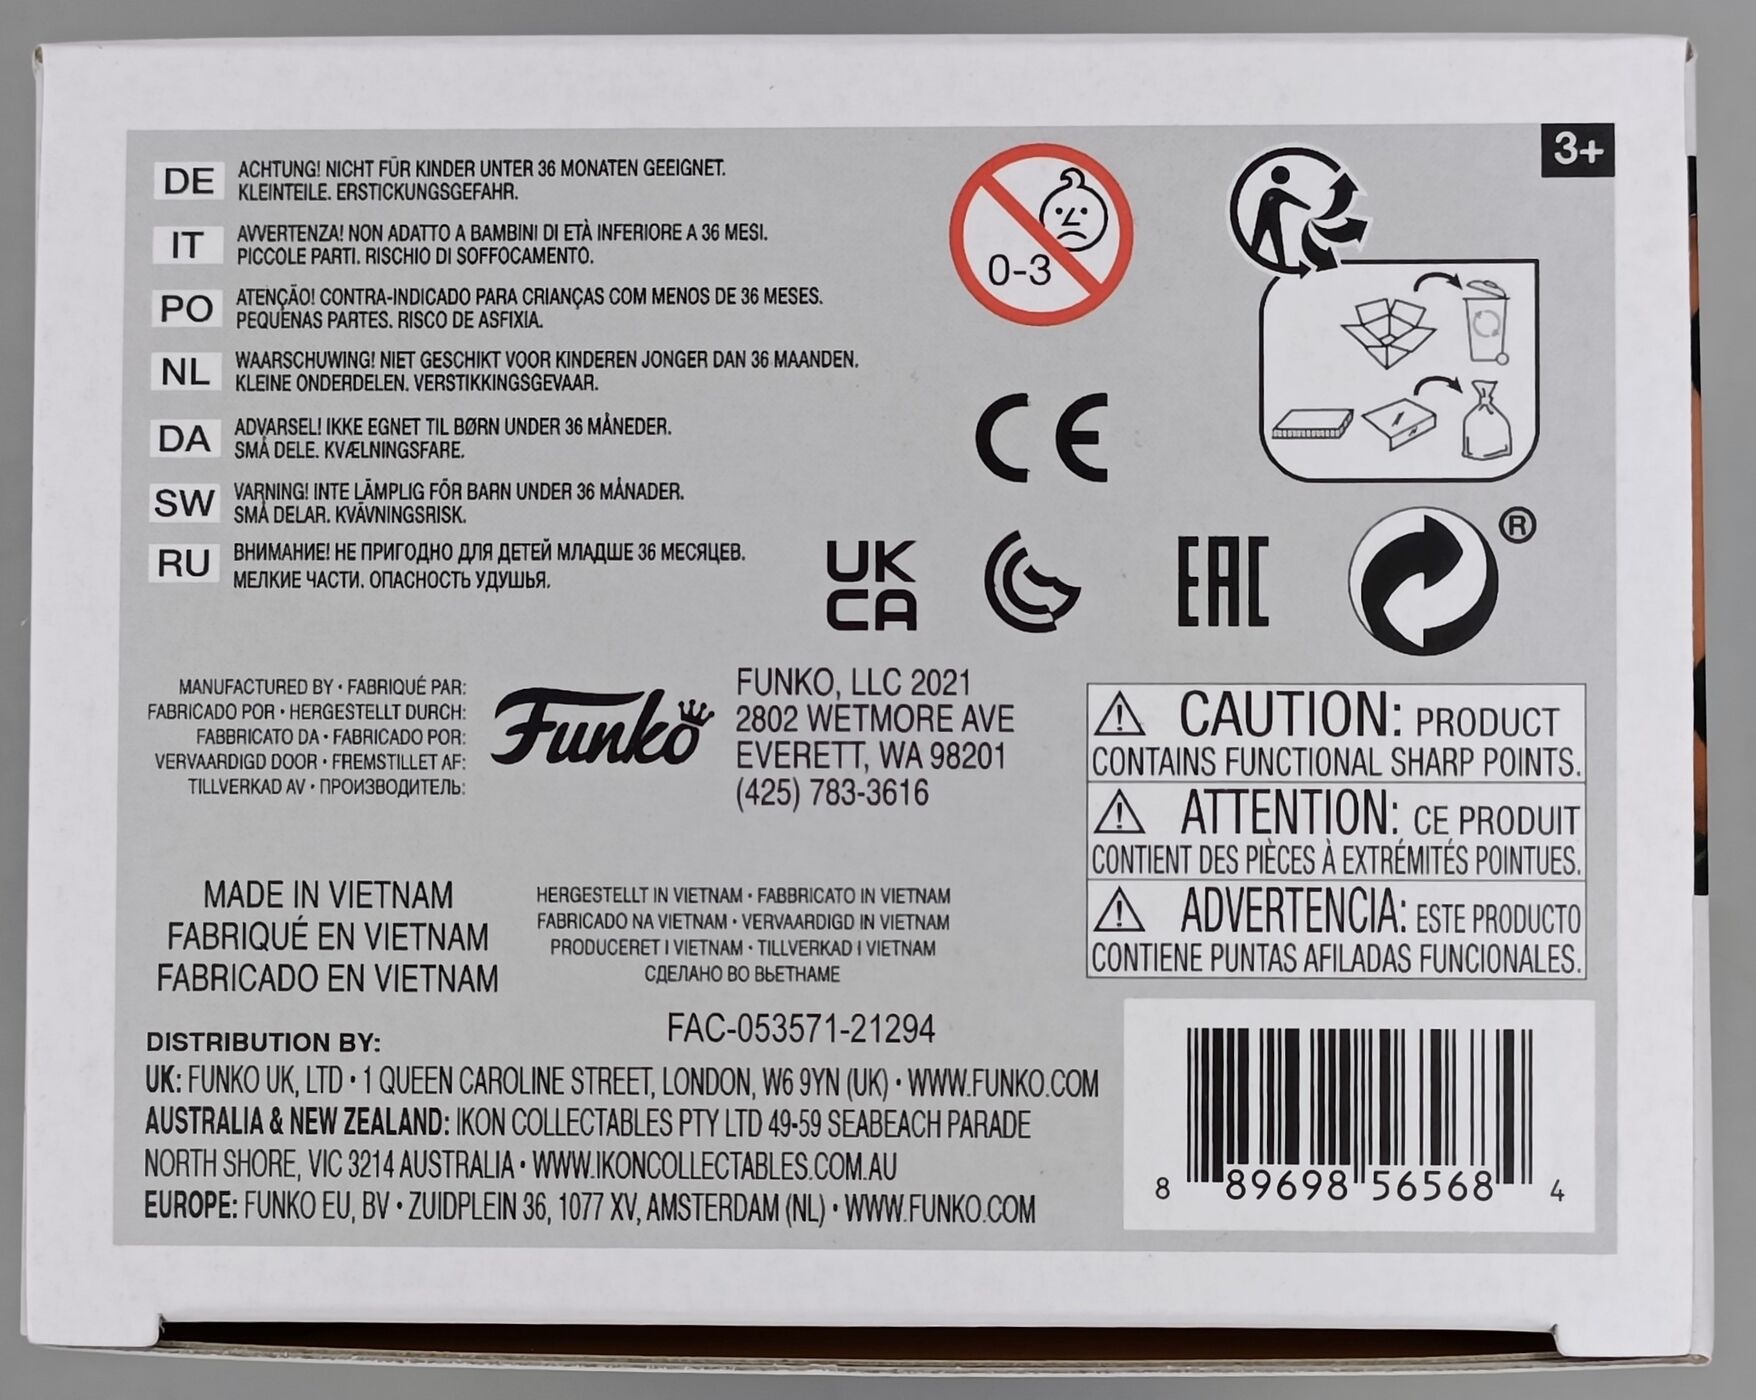 3+
DE
ACHTUNG! NICHT FÜR KINDER UNTER 36 MONATEN GEEIGNET.
KLEINTEILE. ERSTICKUNGSGEFAHR.
IT
AVVERTENZA! NON ADATTO A BAMBINI DI ETÀ INFERIORE A 36 MESI.
PICCOLE PARTI. RISCHIO DI SOFFOCAMENTO.
PO
ATENÇÃO! CONTRA-INDICADO PARA CRIANÇAS COM MENOS DE 36 MESES.
PEQUENAS PARTES. RISCO DE ASFIXIA.
NL
WAARSCHUWING! NIET GESCHIKT VOOR KINDEREN JONGER DAN 36 MAANDEN.
KLEINE ONDERDELEN. VERSTIKKINGSGEVAAR.
DA
ADVARSEL! IKKE EGNET TIL BØRN UNDER 36 MÅNEDER.
SMÅ DELE. KVÆLNINGSFARE.
SW
VARNING! INTE LÄMPLIG FÖR BARN UNDER 36 MÅNADER.
SMÅ DELAR. KVÄVNINGSRISK.
RU
ВНИМАНИЕ! НЕ ПРИГОДНО ДЛЯ ДЕТЕЙ МЛАДШЕ 36 МЕСЯЦЕВ.
МЕЛКИЕ ЧАСТИ. ОПАСНОСТЬ УДУШЬЯ.
0-3
CE
UK
CA
EAC
®
MANUFACTURED BY • FABRIQUÉ PAR:
FABRICADO POR • HERGESTELLT DURCH:
FABBRICATO DA • FABRICADO POR:
VERVAARDIGD DOOR • FREMSTILLET AF:
TILLVERKAD AV • ПРОИЗВОДИТЕЛЬ:
Funko
FUNKO, LLC 2021
2802 WETMORE AVE
EVERETT, WA 98201
(425) 783-3616
CAUTION: PRODUCT
CONTAINS FUNCTIONAL SHARP POINTS.
ATTENTION: CE PRODUIT
CONTIENT DES PIÈCES À EXTRÉMITÉS POINTUES.
ADVERTENCIA: ESTE PRODUCTO
CONTIENE PUNTAS AFILADAS FUNCIONALES.
MADE IN VIETNAM
FABRIQUÉ EN VIETNAM
FABRICADO EN VIETNAM
HERGESTELLT IN VIETNAM • FABBRICATO IN VIETNAM
FABRICADO NA VIETNAM • VERVAARDIGD IN VIETNAM
PRODUCERET I VIETNAM • TILLVERKAD I VIETNAM
СДЕЛАНО ВО ВЬЕТНАМЕ
FAC-053571-21294
DISTRIBUTION BY:
UK: FUNKO UK, LTD • 1 QUEEN CAROLINE STREET, LONDON, W6 9YN (UK) • WWW.FUNKO.COM
AUSTRALIA & NEW ZEALAND: IKON COLLECTABLES PTY LTD 49-59 SEABEACH PARADE
NORTH SHORE, VIC 3214 AUSTRALIA • WWW.IKONCOLLECTABLES.COM.AU
EUROPE: FUNKO EU, BV • ZUIDPLEIN 36, 1077 XV, AMSTERDAM (NL) • WWW.FUNKO.COM
8 89698 56568 4